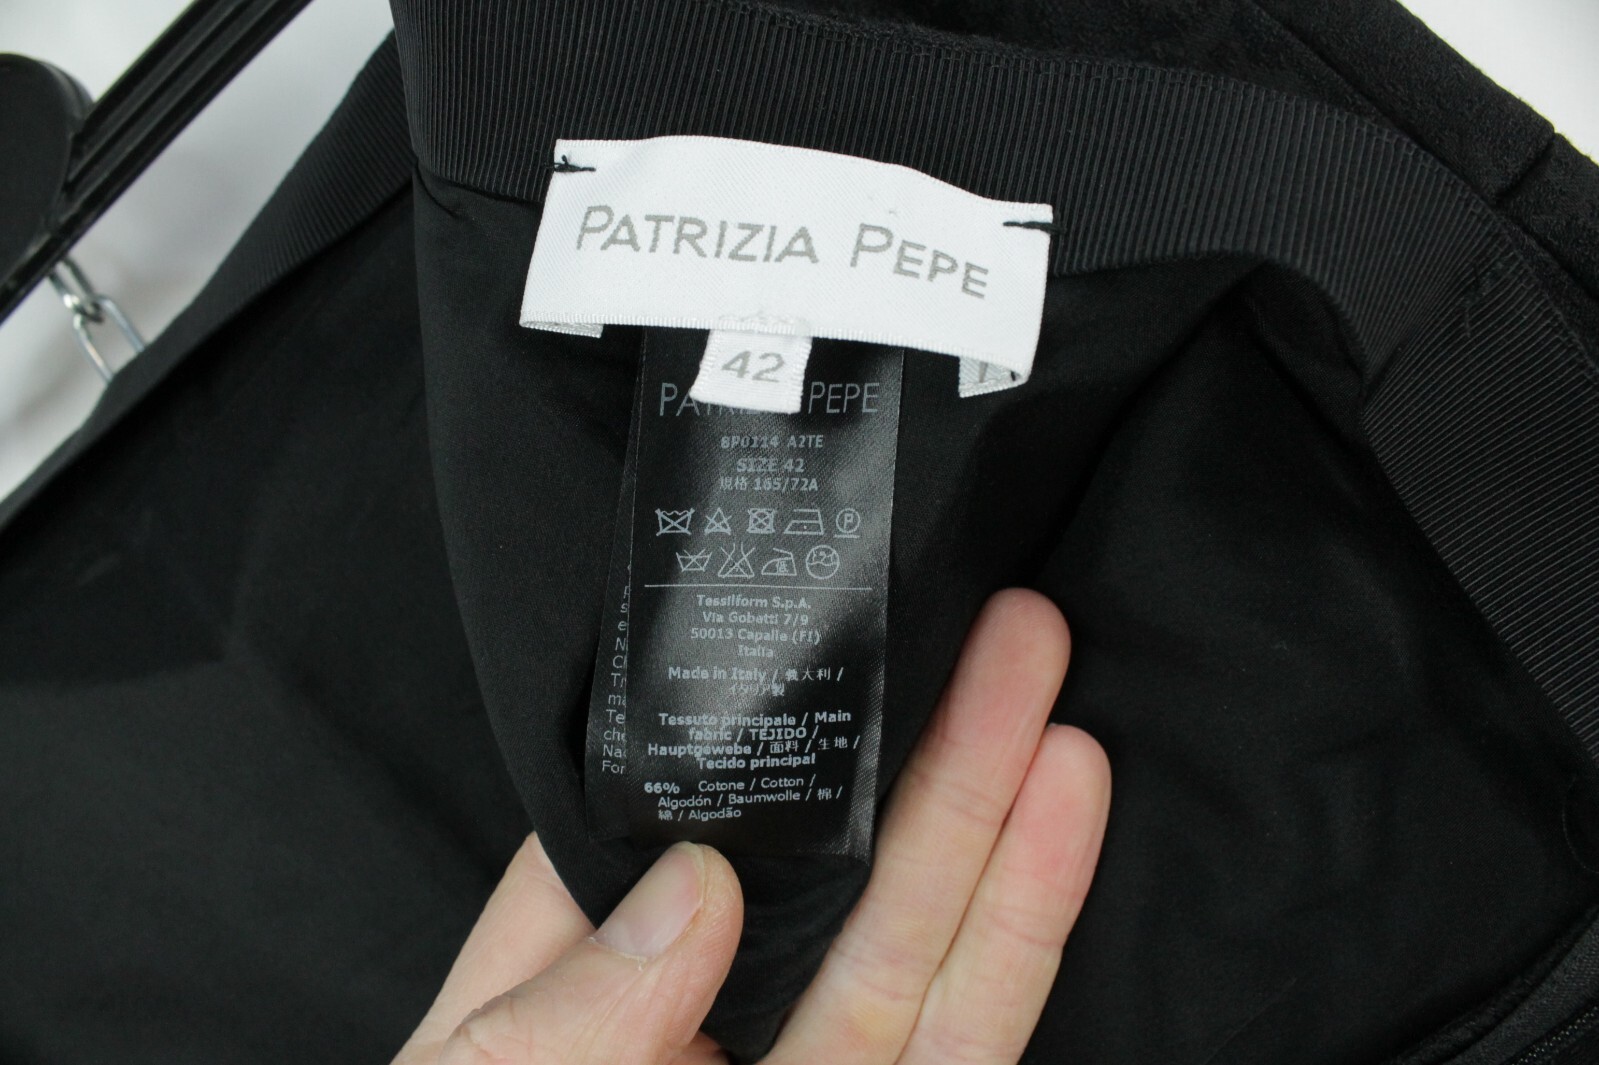 PATRIZIA PEPE
42
PEPE
8P0114 A2TE
SIZE 42
規格 165/72A
P
Tessilform S.p.A.
Via Gobetti 7/9
50013 Capalle (FI)
Italia
Made in Italy / 義大利 /
イタリア製
Tessuto principale / Main
fabric / TEJIDO /
Hauptgewebe / 面料 / 生地 /
Tecido principal
66% Cotone / Cotton /
Algodón / Baumwolle / 棉 /
綿 / Algodão